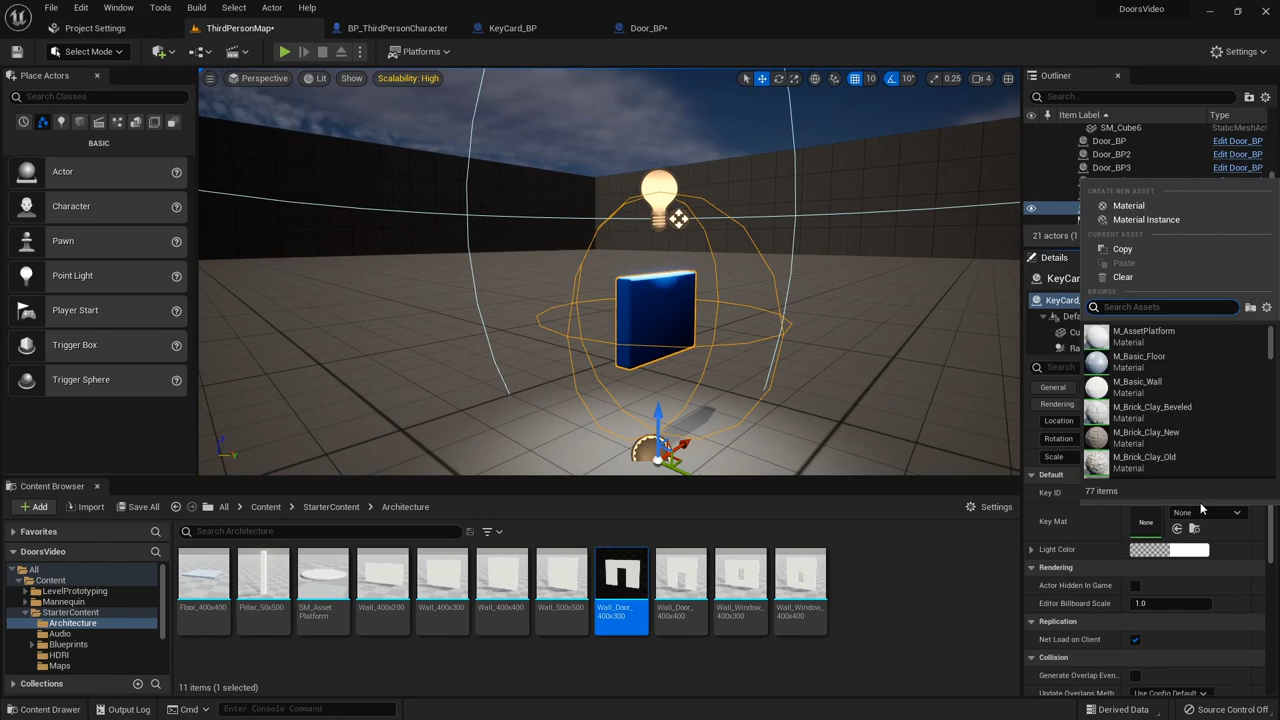 File Edit Window Tools Build Select Actor Help
DoorsVideo
ThirdPersonMap*
BP_ThirdPersonCharacter
KeyCard_BP
Door_BP*
Project Settings
Select Mode
Platforms
Settings
Place Actors
Search Classes
BASIC
Actor
Character
Pawn
Point Light
Player Start
Trigger Box
Trigger Sphere
Perspective
Lit
Show
Scalability: High
10
10°
0.25
4
Outliner
Search...
Item Label
Type
SM_Cube6
StaticMeshAct
Door_BP
Edit Door_BP
Door_BP2
Edit Door_BP
Door_BP3
Edit Door_BP
21 actors (1
CREATE NEW ASSET
Material
Material Instance
CURRENT ASSET
Copy
Paste
Clear
BROWSE
Search Assets
M_AssetPlatform
Material
M_Basic_Floor
Material
M_Basic_Wall
Material
M_Brick_Clay_Beveled
Material
M_Brick_Clay_New
Material
M_Brick_Clay_Old
Material
77 items
Details
KeyCar
KeyCard_
Defa
Cu
Ra
Search
General
Rendering
Location
Rotation
Scale
Default
Key ID
Key Mat
None
None
Light Color
Rendering
Actor Hidden In Game
Editor Billboard Scale
1.0
Replication
Net Load on Client
Collision
Generate Overlap Even..
Update Overlaps Meth
Use Config Default
Content Browser
Add
Import
Save All
All
Content
StarterContent
Architecture
Settings
Favorites
DoorsVideo
All
Content
LevelPrototyping
Mannequin
StarterContent
Architecture
Audio
Blueprints
HDRI
Maps
Collections
Search Architecture
Floor_400x400
Pillar_50x500
SM_Asset
Platform
Wall_400x200
Wall_400x300
Wall_400x400
Wall_500x500
Wall_Door_
400x300
Wall_Door_
400x400
Wall_Window_
400x300
Wall_Window_
400x400
11 items (1 selected)
Content Drawer
Output Log
Cmd
Enter Console Command
Derived Data
Source Control Off